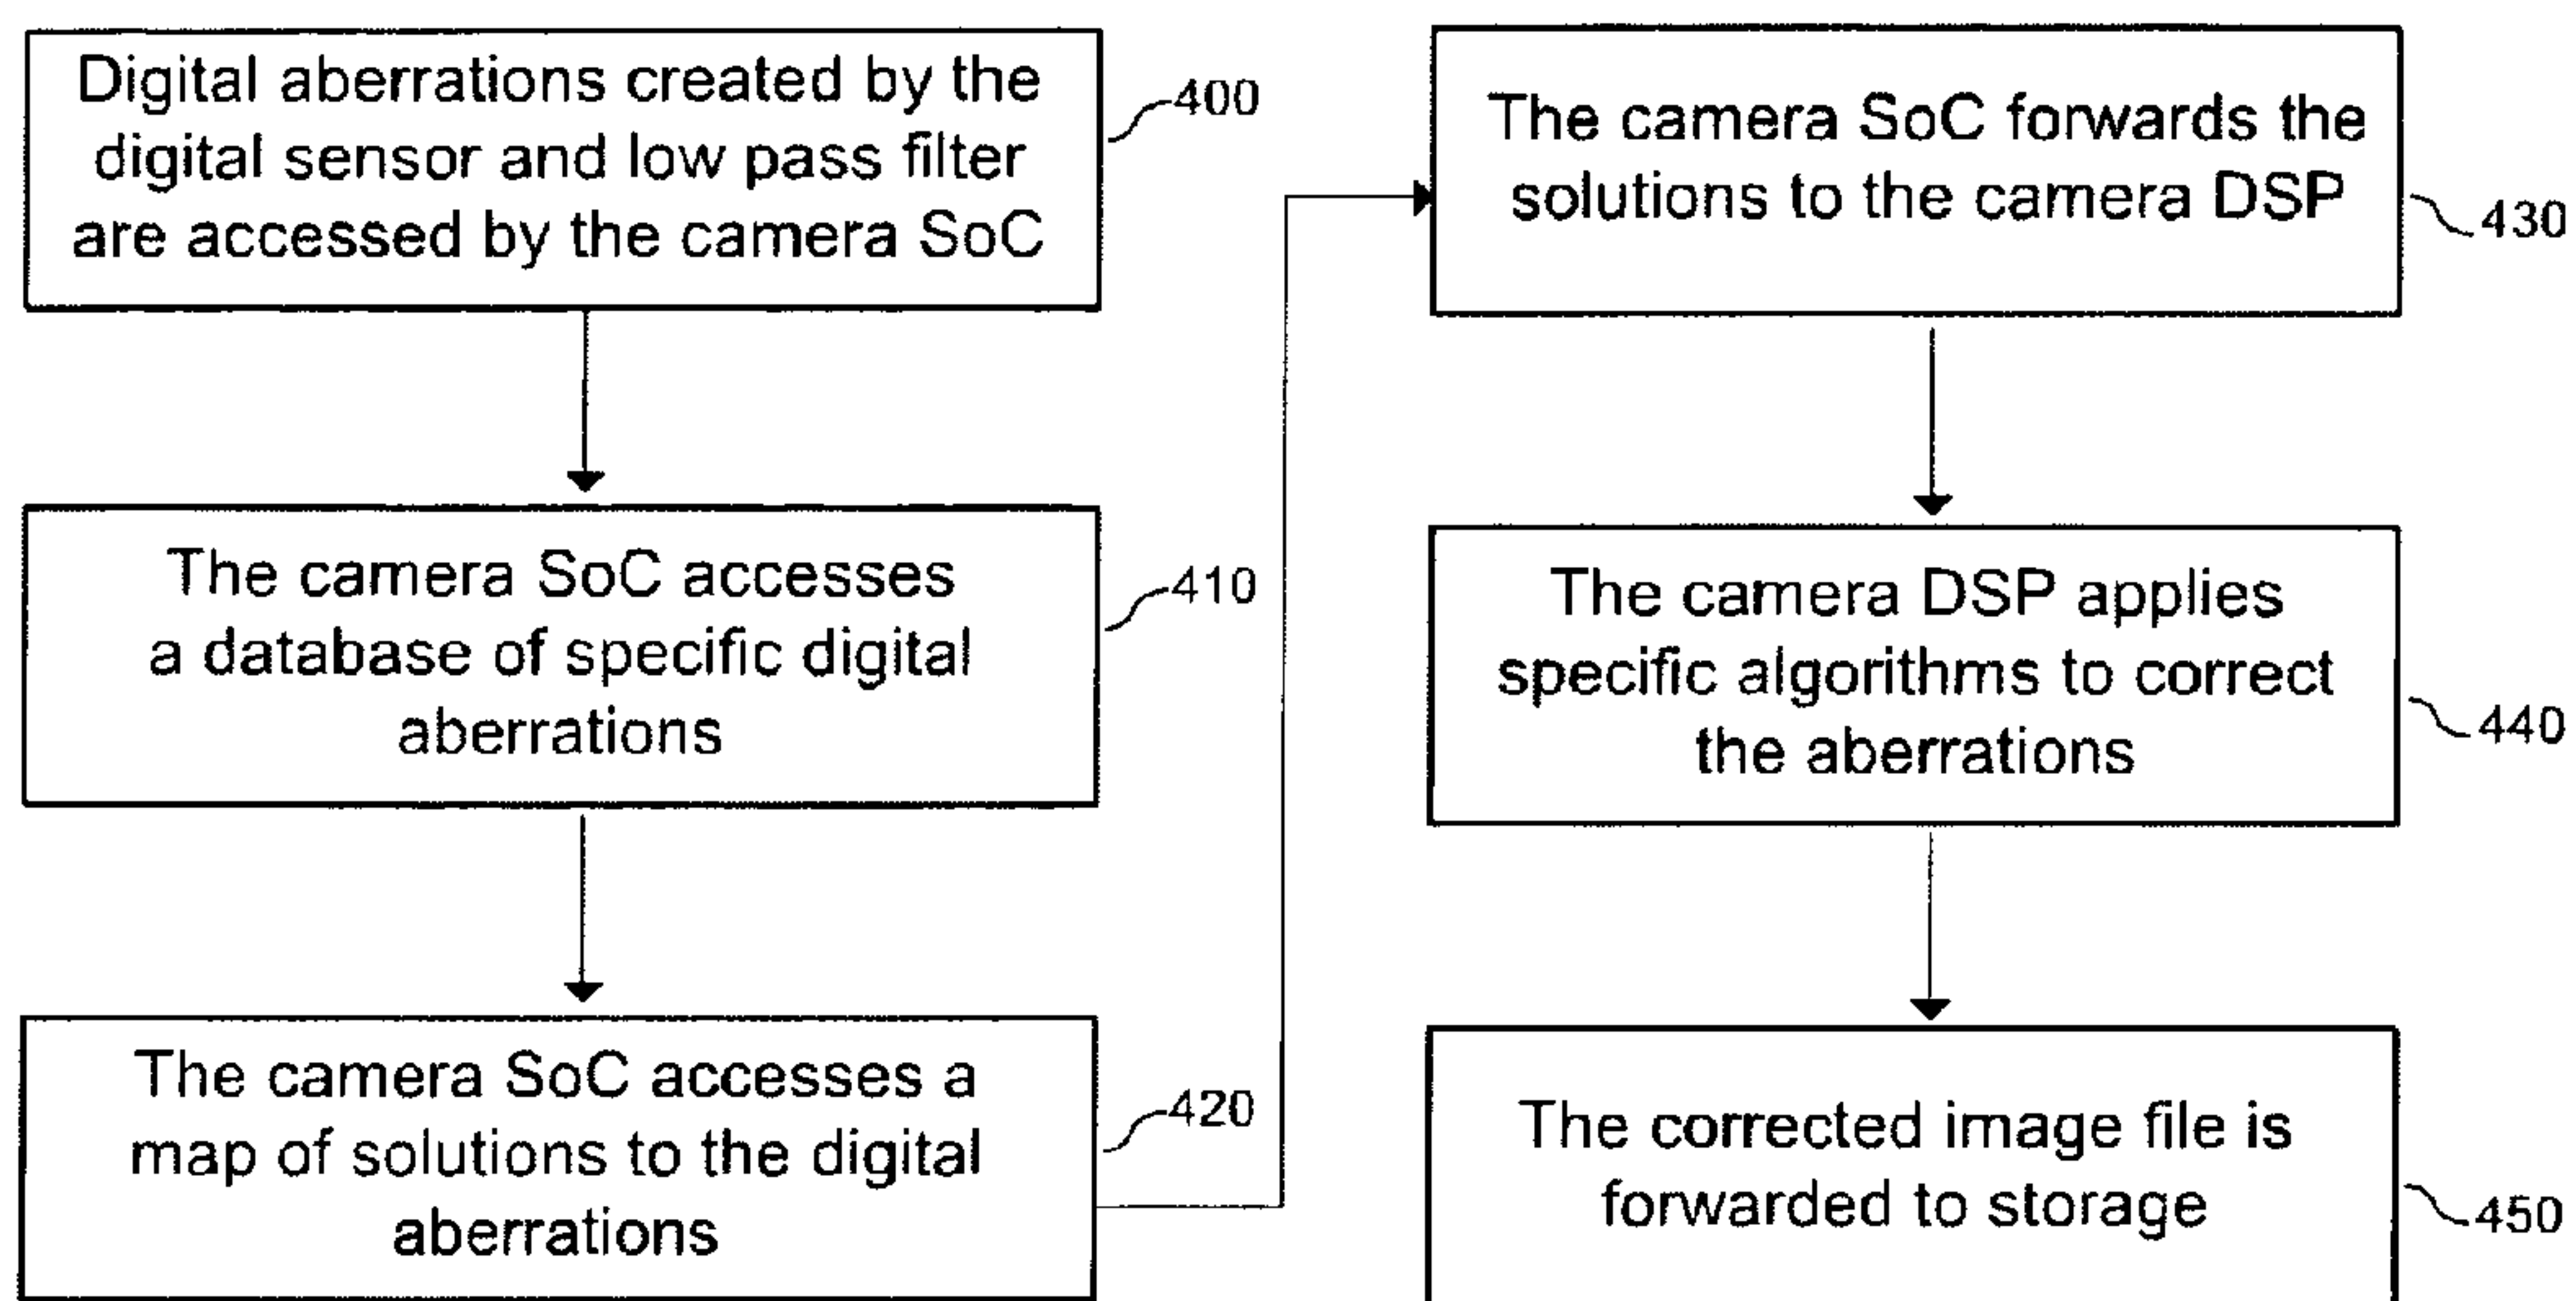 Digital aberrations created by the
digital sensor and low pass filter
are accessed by the camera SoC
400
The camera SoC accesses
a database of specific digital
aberrations
410
The camera SoC accesses a
map of solutions to the digital
aberrations
420
The camera SoC forwards the
solutions to the camera DSP
430
The camera DSP applies
specific algorithms to correct
the aberrations
440
The corrected image file is
forwarded to storage
450